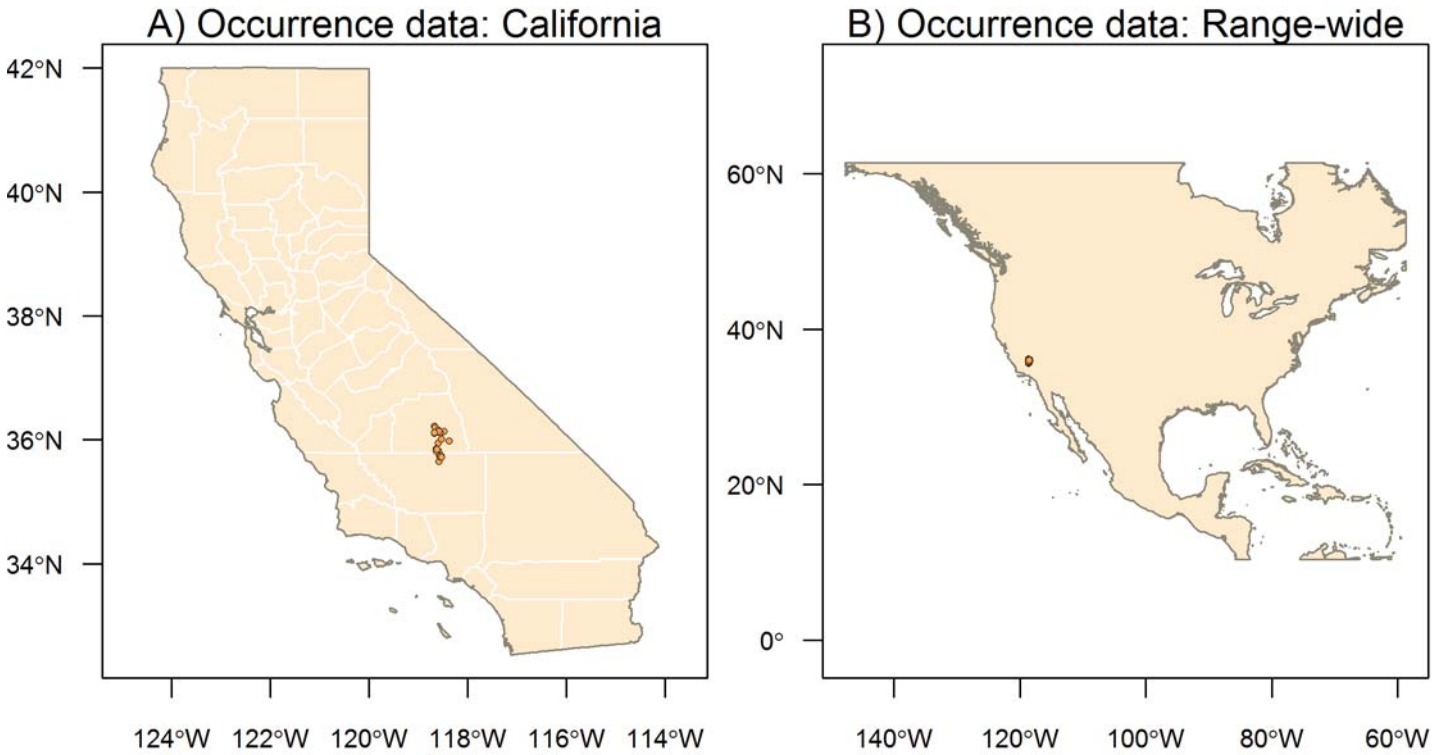 A) Occurrence data: California
42°N
40°N
38°N
36°N
34°N
124°W 122°W 120°W 118°W 116°W 114°W
B) Occurrence data: Range-wide
60°N
40°N
20°N
0°
140°W 120°W 100°W 80°W 60°W